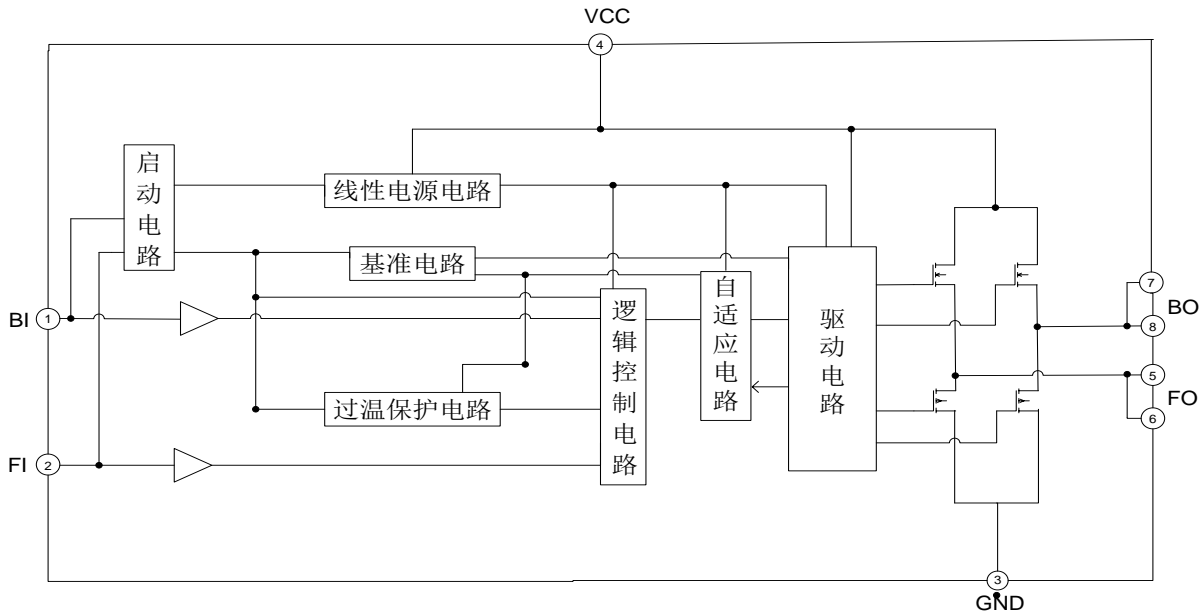 VCC
4
启动电路
线性电源电路
基准电路
自适应电路
7
BO
8
BI
1
逻辑控制电路
驱动电路
5
FO
6
过温保护电路
FI
2
3
GND